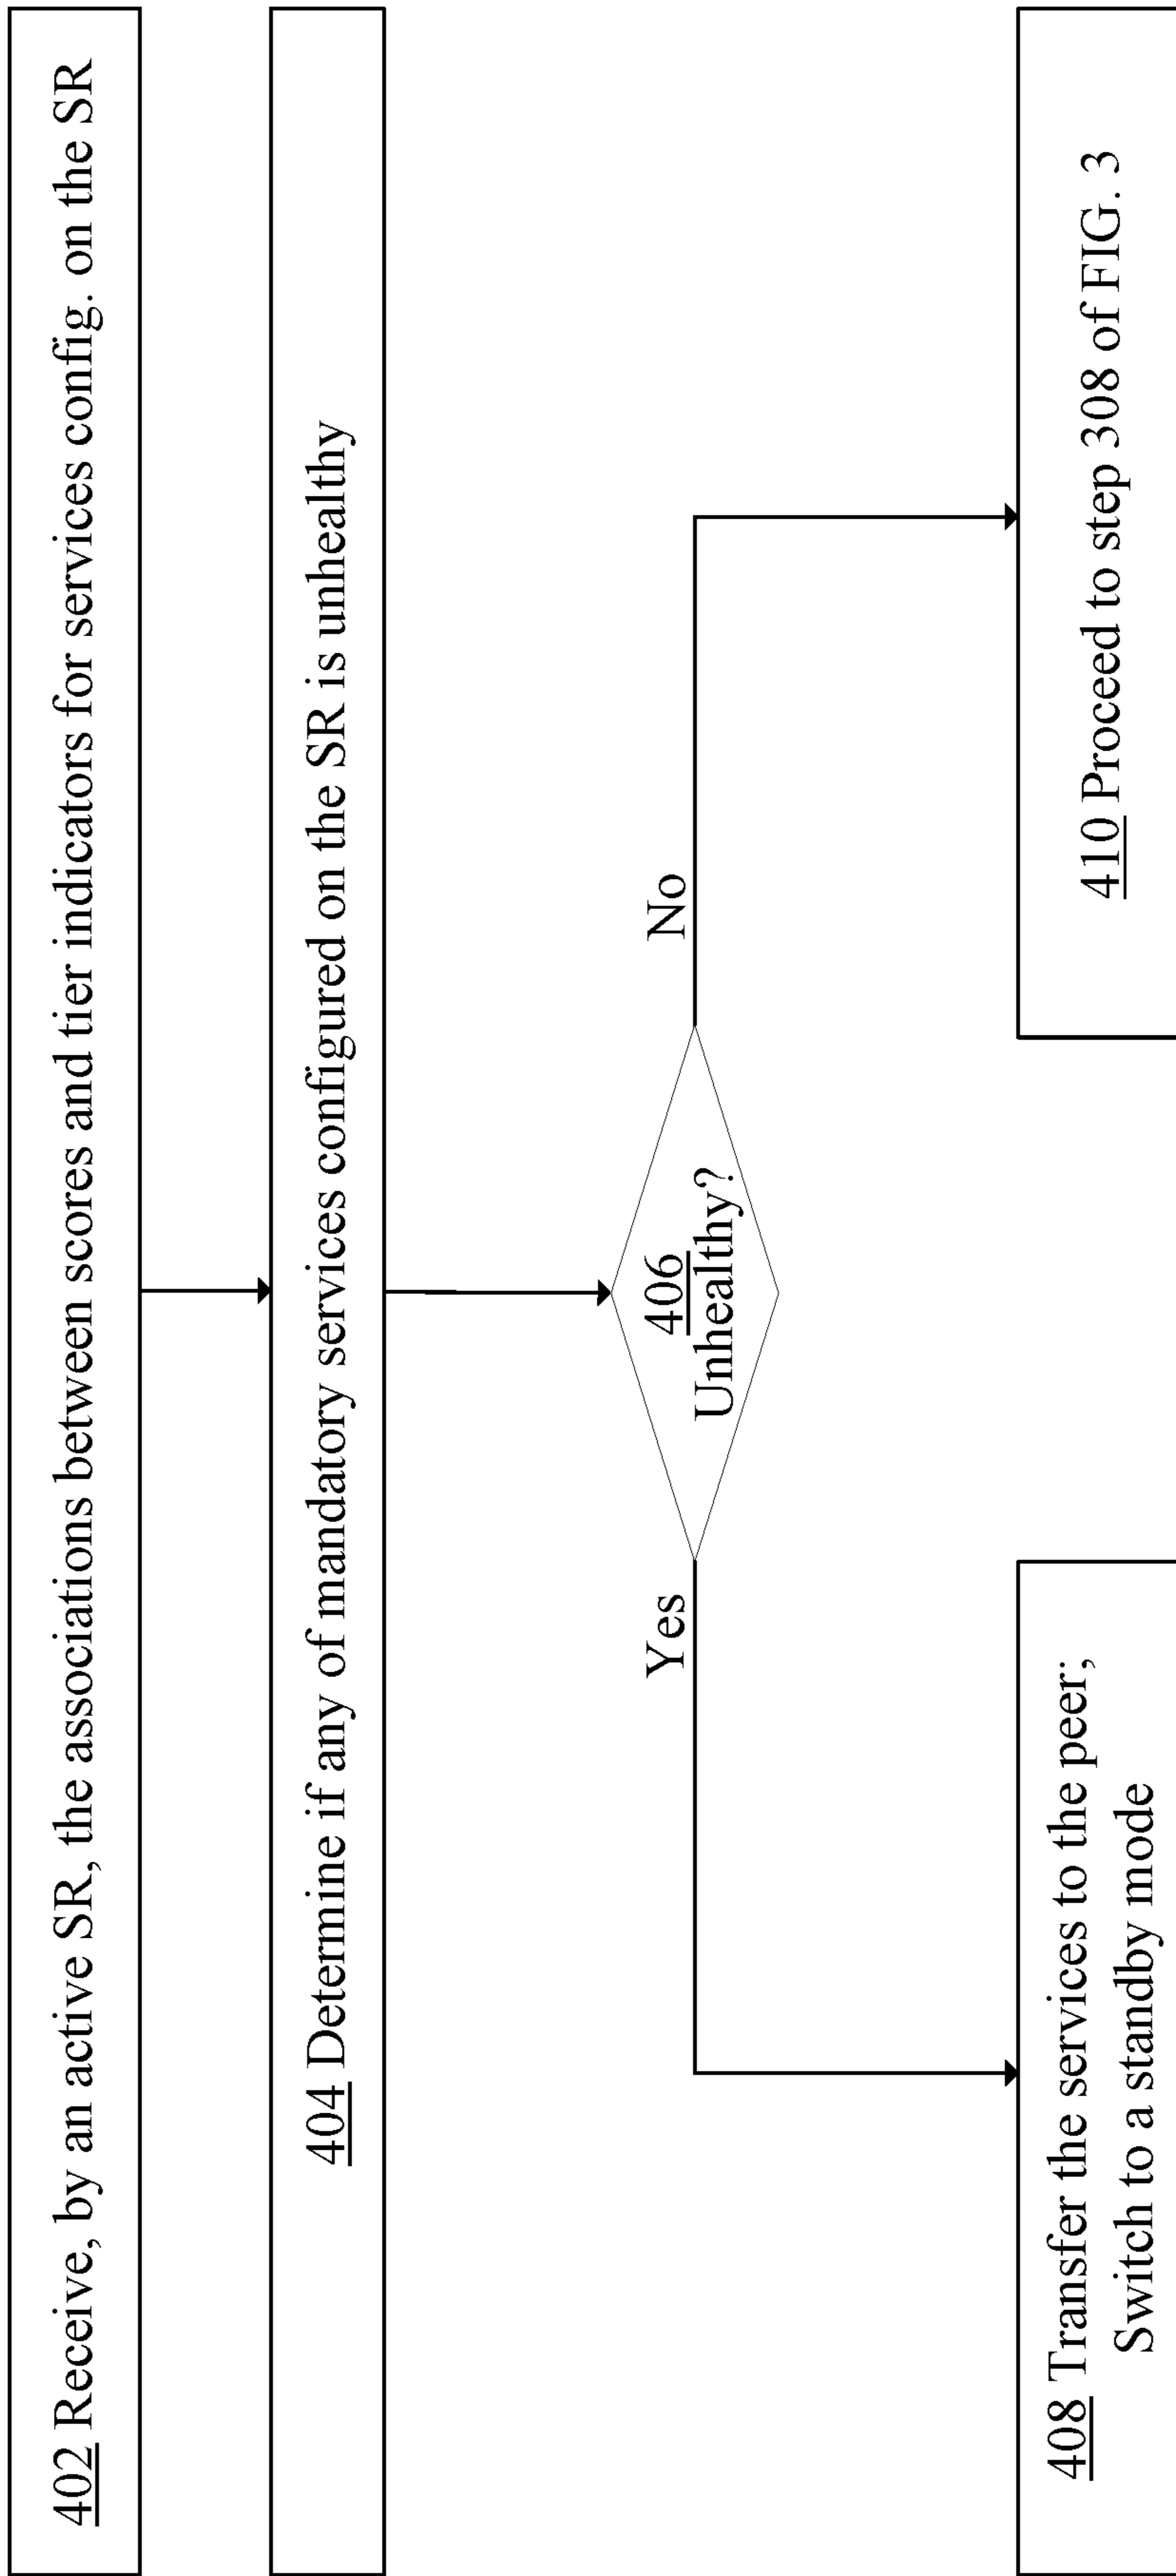 402 Receive, by an active SR, the associations between scores and tier indicators for services config. on the SR
404 Determine if any of mandatory services configured on the SR is unhealthy
406
Unhealthy?
Yes
No
408 Transfer the services to the peer;
Switch to a standby mode
410 Proceed to step 308 of FIG. 3